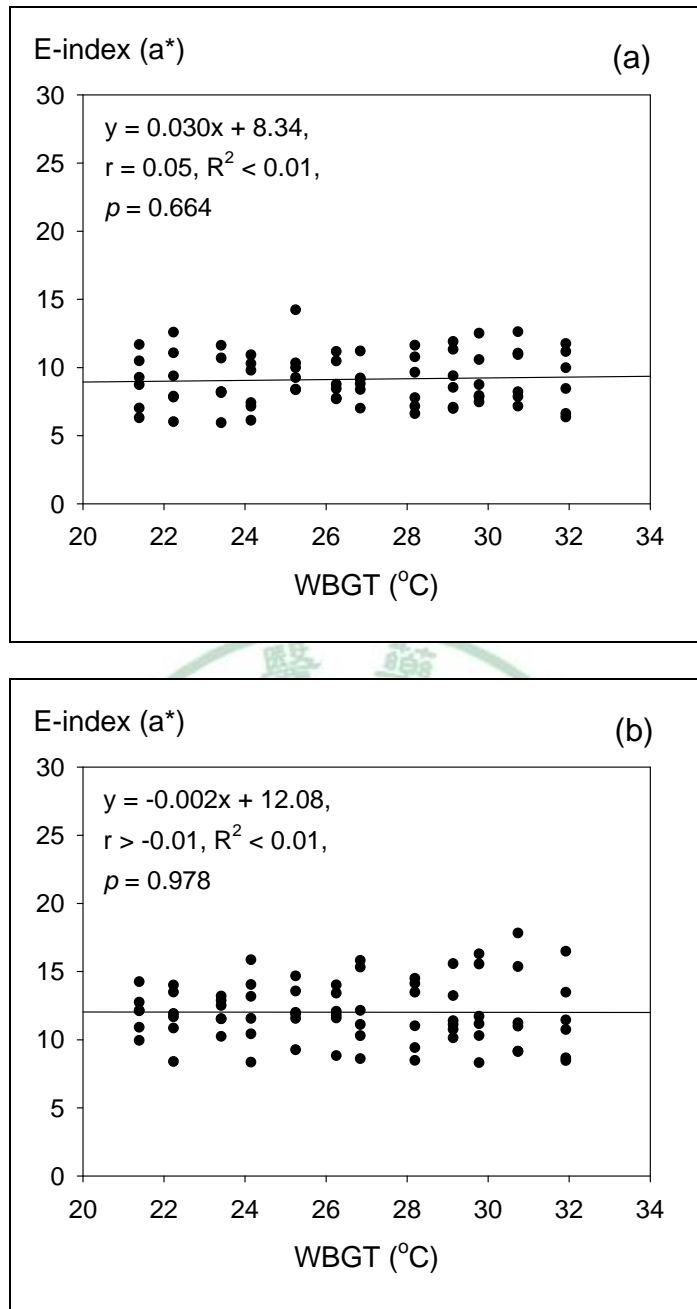 E-index (a*)
(a)
30
y = 0.030x + 8.34,
25
r = 0.05, R² < 0.01,
p = 0.664
20
15
10
5
0
20 22 24 26 28 30 32 34
WBGT (°C)
醫 藥
E-index (a*)
(b)
30
y = -0.002x + 12.08,
25
r > -0.01, R² < 0.01,
p = 0.978
20
15
10
5
0
20 22 24 26 28 30 32 34
WBGT (°C)